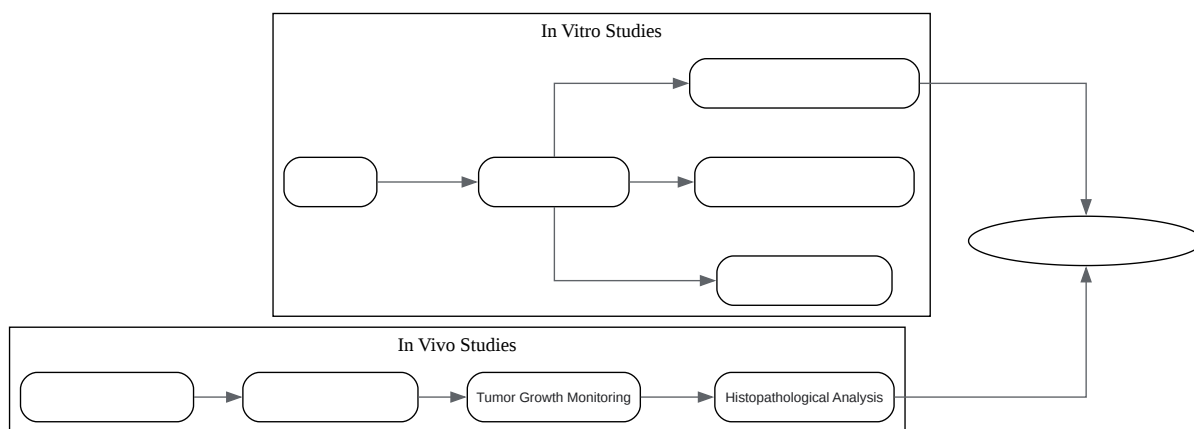 In Vitro Studies
In Vivo Studies
Tumor Growth Monitoring
Histopathological Analysis